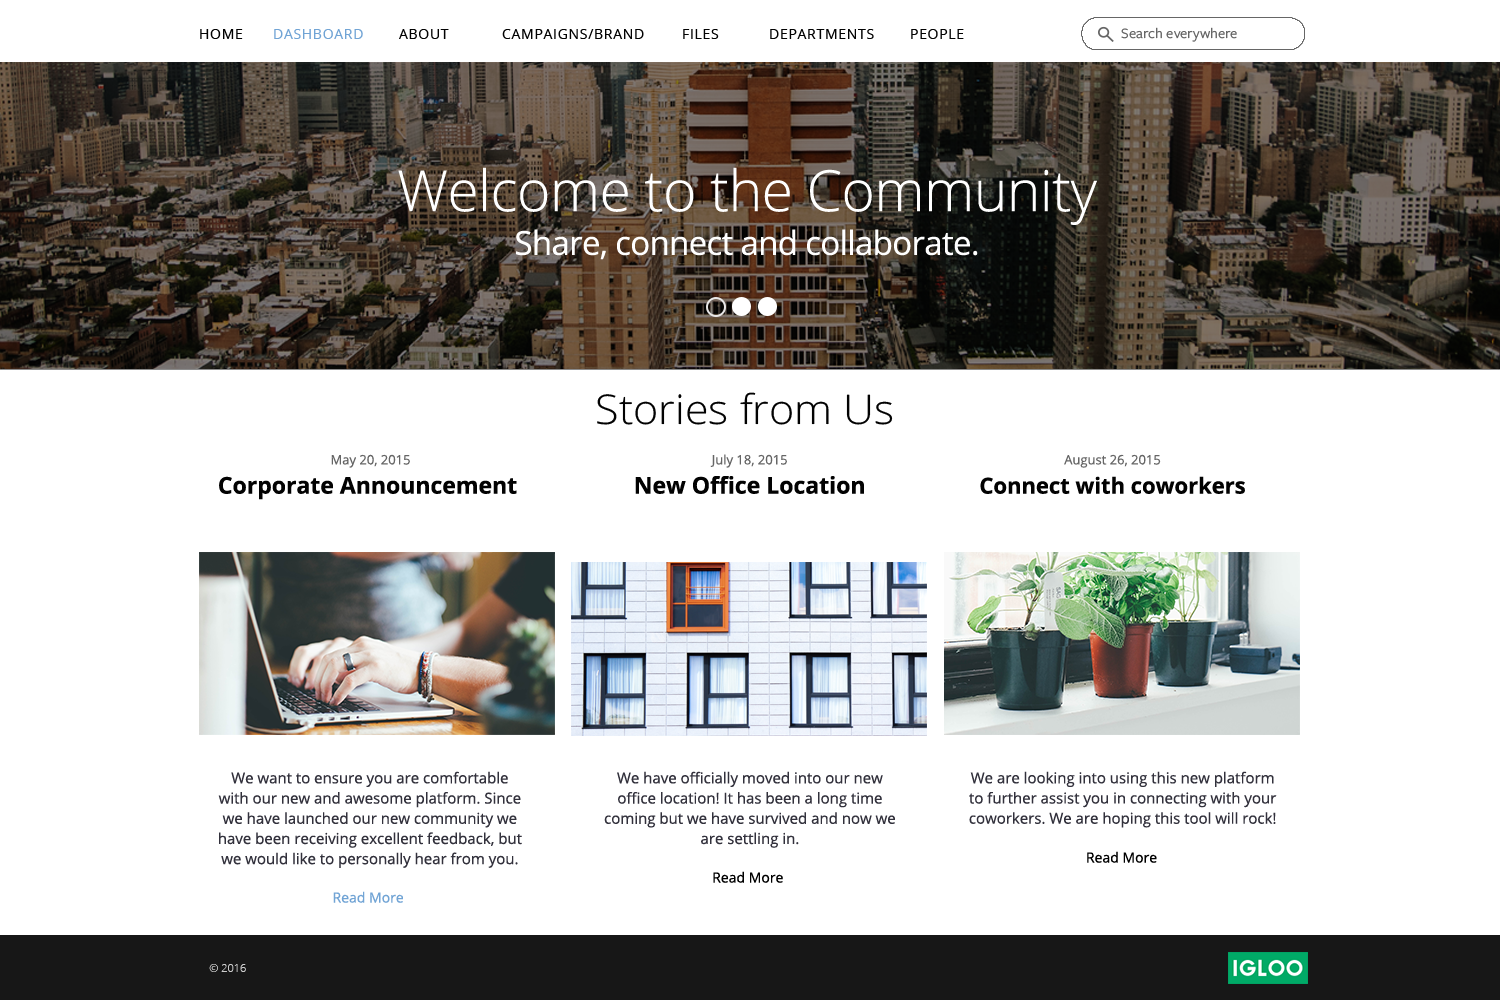 HOME DASHBOARD ABOUT CAMPAIGNS/BRAND FILES DEPARTMENTS PEOPLE Search everywhere
Welcome to the Community
Share, connect and collaborate.
Stories from Us
May 20, 2015
Corporate Announcement
We want to ensure you are comfortable
with our new and awesome platform. Since
we have launched our new community we
have been receiving excellent feedback, but
we would like to personally hear from you.
Read More
July 18, 2015
New Office Location
We have officially moved into our new
office location! It has been a long time
coming but we have survived and now we
are settling in.
Read More
August 26, 2015
Connect with coworkers
We are looking into using this new platform
to further assist you in connecting with your
coworkers. We are hoping this tool will rock!
Read More
© 2016
IGLOO